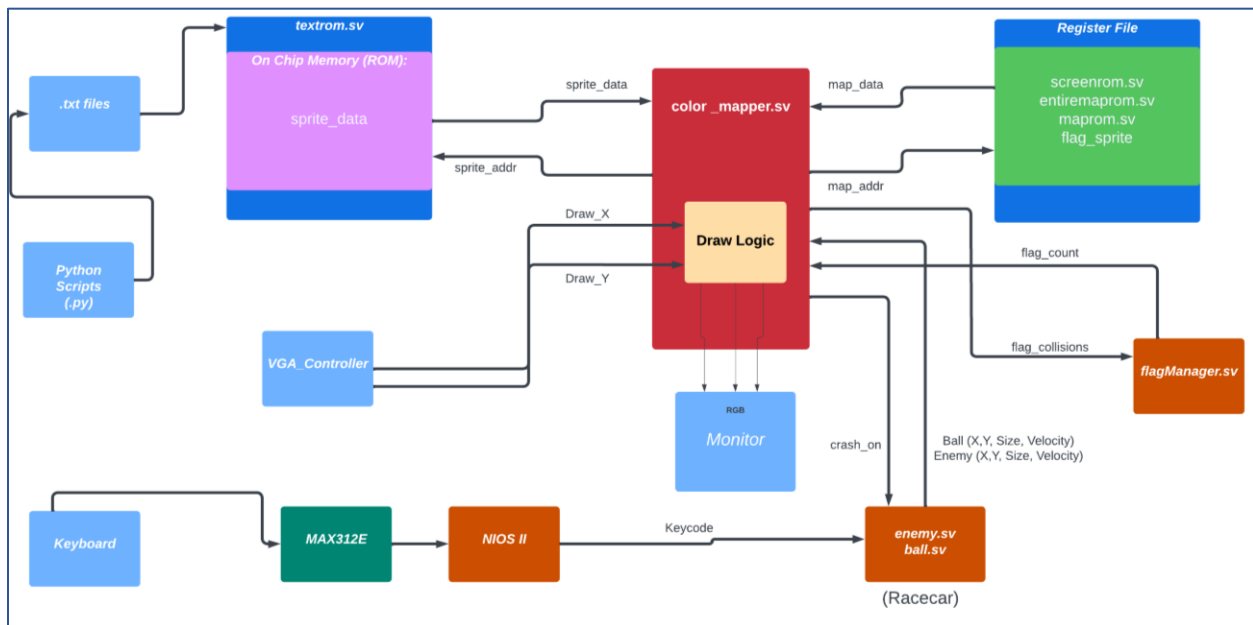 textrom.sv
On Chip Memory (ROM):
sprite_data
.txt files
Python
Scripts
(.py)
sprite_data
sprite_addr
color _mapper.sv
Draw Logic
map_data
map_addr
Register File
screenrom.sv
entiremaprom.sv
maprom.sv
flag_sprite
Draw_X
Draw_Y
VGA_Controller
RGB
Monitor
flag_count
flag_collisions
flagManager.sv
crash_on
Ball (X,Y, Size, Velocity)
Enemy (X,Y, Size, Velocity)
Keyboard
MAX312E
NIOS II
Keycode
enemy.sv
ball.sv
(Racecar)